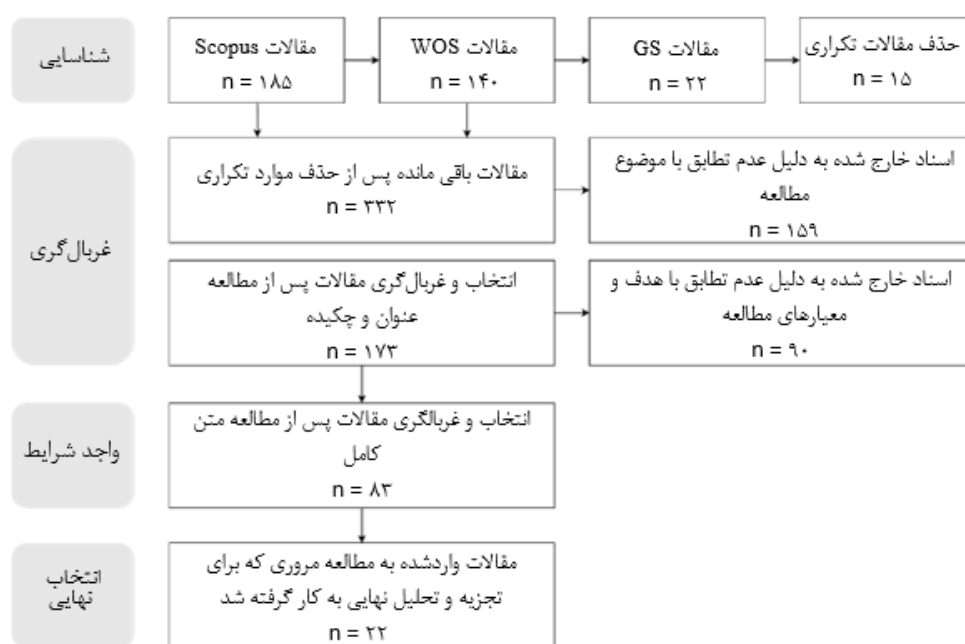 شناسایی
مقالات Scopus
n = ۱۸۵
مقالات WOS
n = ۱۴۰
مقالات GS
n = ۲۲
حذف مقالات تکراری
n = ۱۵
غربال‌گری
مقالات باقی مانده پس از حذف موارد تکراری
n = ۳۳۲
اسناد خارج شده به دلیل عدم تطابق با موضوع
مطالعه
n = ۱۵۹
انتخاب و غربال‌گری مقالات پس از مطالعه
عنوان و چکیده
n = ۱۷۳
اسناد خارج شده به دلیل عدم تطابق با هدف و
معیارهای مطالعه
n = ۹۰
واجد شرایط
انتخاب و غربالگری مقالات پس از مطالعه متن
کامل
n = ۸۳
انتخاب
نهایی
مقالات واردشده به مطالعه مروری که برای
تجزیه و تحلیل نهایی به کار گرفته شد
n = ۲۲